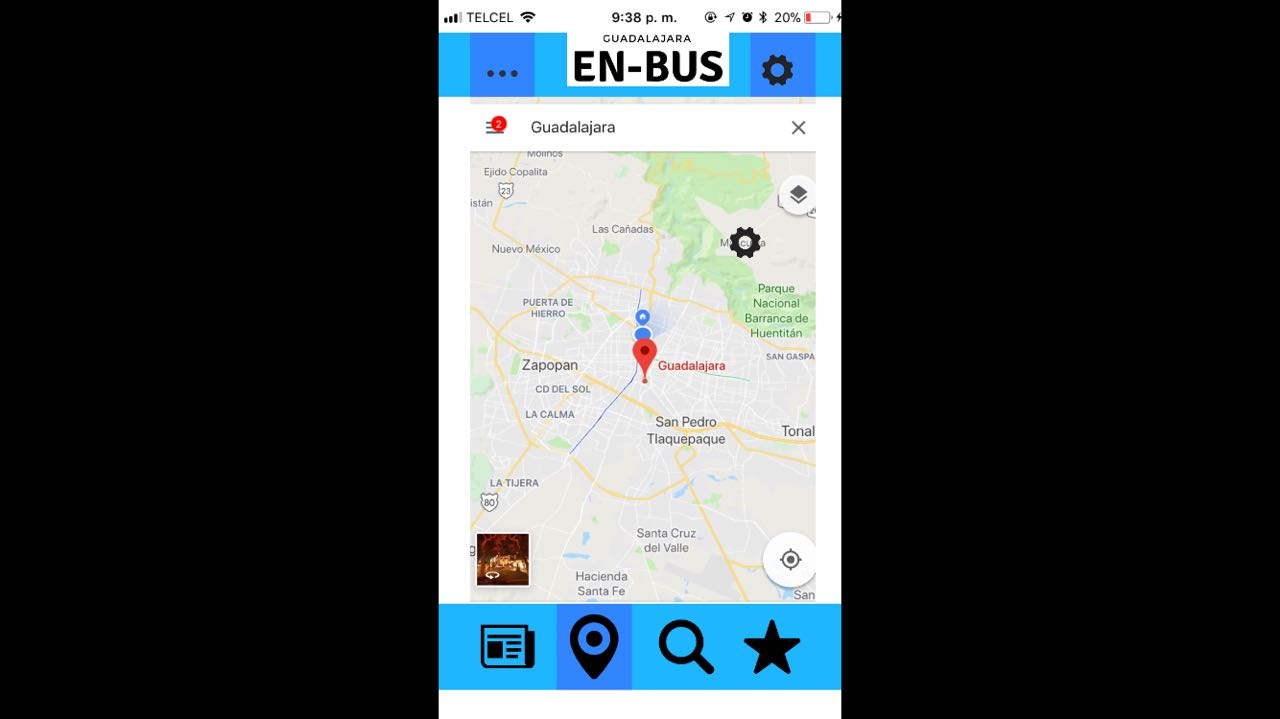 TELCEL 9:38 p. m. 20%
GUADALAJARA
EN-BUS
2 Guadalajara
Molinos
Ejido Copalita
23
istán
Las Cañadas
Nuevo México
Parque
Nacional
Barranca de
Huentitán
PUERTA DE
HIERRO
SAN GASPA
Zapopan
Guadalajara
CD DEL SOL
LA CALMA
San Pedro
Tlaquepaque
Tonal
LA TIJERA
80
Santa Cruz
del Valle
Hacienda
Santa Fe
San